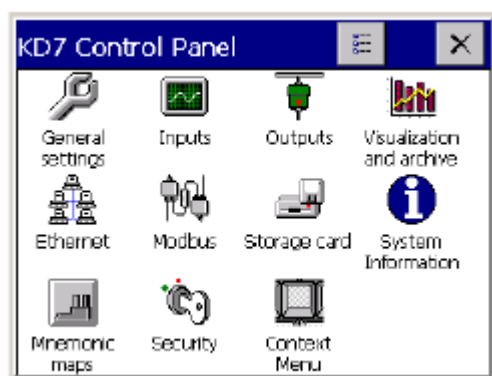 KD7 Control Panel
General settings
Inputs
Outputs
Visualization and archive
Ethernet
Modbus
Storage card
System Information
Mnemonic maps
Security
Context Menu